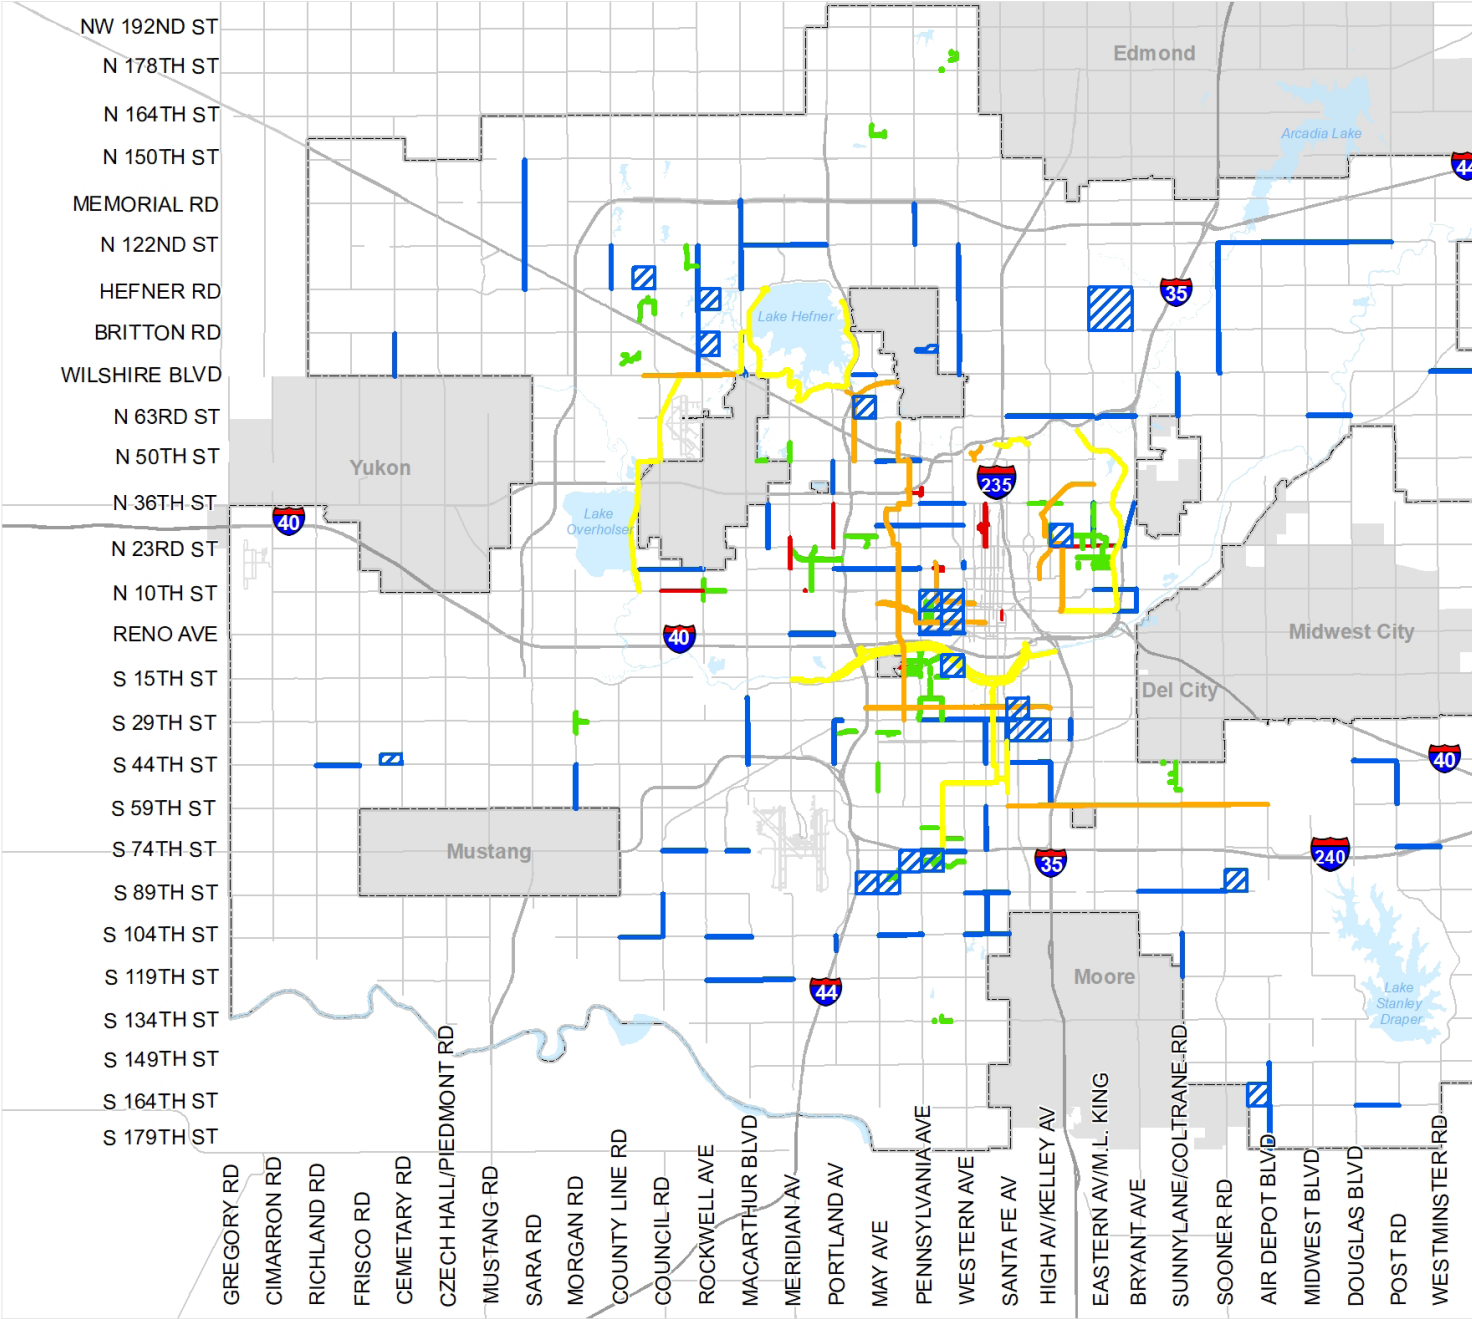 NW 192ND ST
Edmond
N 178TH ST
N 164TH ST
Arcadia Lake
N 150TH ST
44
MEMORIAL RD
N 122ND ST
HEFNER RD
35
Lake Hefner
BRITTON RD
WILSHIRE BLVD
N 63RD ST
N 50TH ST
Yukon
235
N 36TH ST
40
Lake
Overholser
N 23RD ST
N 10TH ST
RENO AVE
40
Midwest City
S 15TH ST
Del City
S 29TH ST
S 44TH ST
40
S 59TH ST
S 74TH ST
Mustang
35
240
S 89TH ST
S 104TH ST
S 119TH ST
Moore
44
Lake
Stanley
Draper
S 134TH ST
S 149TH ST
S 164TH ST
S 179TH ST
GREGORY RD
CIMARRON RD
RICHLAND RD
FRISCO RD
CEMETARY RD
CZECH HALL/PIEDMONT RD
MUSTANG RD
SARA RD
MORGAN RD
COUNTY LINE RD
COUNCIL RD
ROCKWELL AVE
MACARTHUR BLVD
MERIDIAN AV
PORTLAND AV
MAY AVE
PENNSYLVANIA AVE
WESTERN AVE
SANTA FE AV
HIGH AV/KELLEY AV
EASTERN AV/M.L. KING
BRYANT AVE
SUNNYLANE/COLTRANE RD
SOONER RD
AIR DEPOT BLVD
MIDWEST BLVD
DOUGLAS BLVD
POST RD
WESTMINSTER RD